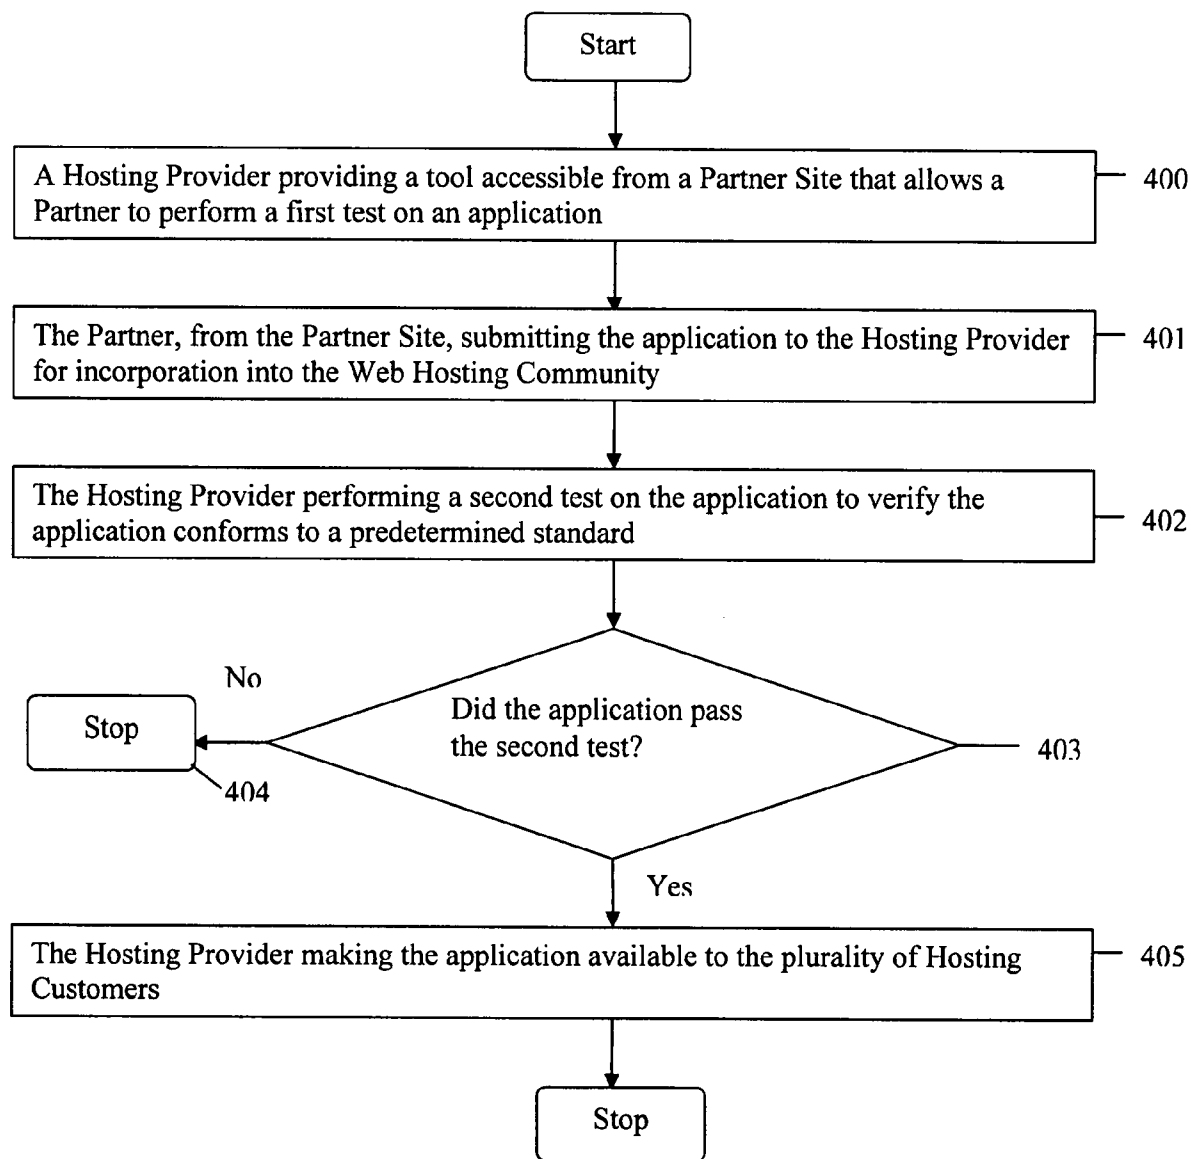 Start
A Hosting Provider providing a tool accessible from a Partner Site that allows a
Partner to perform a first test on an application
400
The Partner, from the Partner Site, submitting the application to the Hosting Provider
for incorporation into the Web Hosting Community
401
The Hosting Provider performing a second test on the application to verify the
application conforms to a predetermined standard
402
No
Stop
404
Did the application pass
the second test?
403
Yes
The Hosting Provider making the application available to the plurality of Hosting
Customers
405
Stop